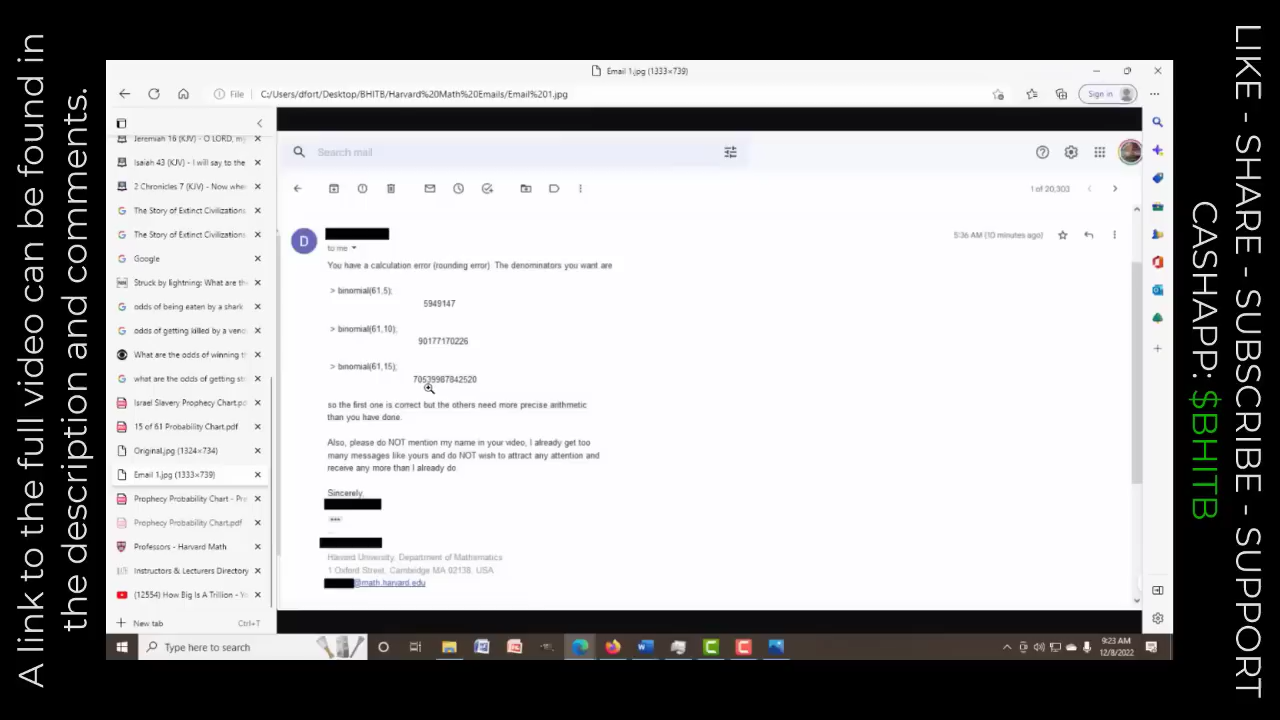 A link to the full video can be found in
the description and comments.
Email 1.jpg (1333×739)
File
C:/Users/dfort/Desktop/BHITB/Harvard%20Math%20Emails/Email%201.jpg
Sign in
Jeremiah 16 (KJV) - O LORD, my
Isaiah 43 (KJV) - I will say to the
2 Chronicles 7 (KJV) - Now when
The Story of Extinct Civilizations
The Story of Extinct Civilizations
Google
Struck by lightning: What are the
odds of being eaten by a shark
odds of getting killed by a vend
What are the odds of winning t
what are the odds of getting st
Israel Slavery Prophecy Chart.pd
15 of 61 Probability Chart.pdf
Original.jpg (1324×734)
Email 1.jpg (1333×739)
Prophecy Probability Chart - Pr
Prophecy Probability Chart.pdf
Professors - Harvard Math
Instructors & Lecturers Directory
(12554) How Big Is A Trillion - Y
New tab
Ctrl+T
Search mail
1 of 20,303
D
to me
5:36 AM (10 minutes ago)
You have a calculation error (rounding error) The denominators you want are
> binomial(61,5);
5949147
> binomial(61,10);
90177170226
> binomial(61,15);
70539987842520
so the first one is correct but the others need more precise arithmetic
than you have done.
Also, please do NOT mention my name in your video, I already get too
many messages like yours and do NOT wish to attract any attention and
receive any more than I already do
Sincerely,
Harvard University, Department of Mathematics
1 Oxford Street, Cambridge MA 02138, USA
@math.harvard.edu
Type here to search
9:23 AM
12/8/2022
LIKE - SHARE - SUBSCRIBE - SUPPORT
CASHAPP: $BHITB